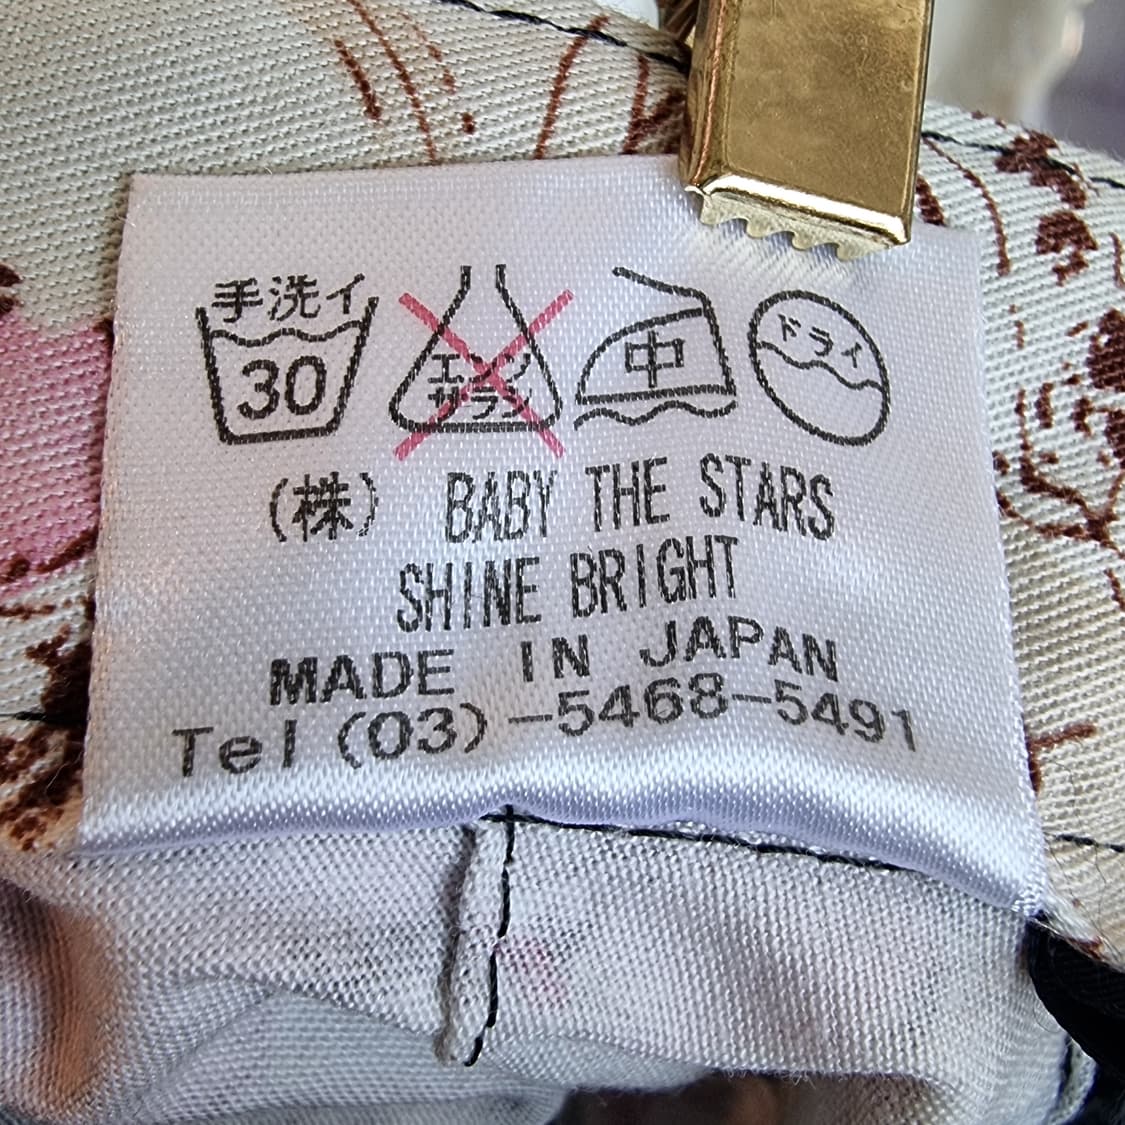 手洗イ
30
エンソ
サラシ
中
ドライ
(株) BABY THE STARS
SHINE BRIGHT
MADE IN JAPAN
Tel (03)-5468-5491